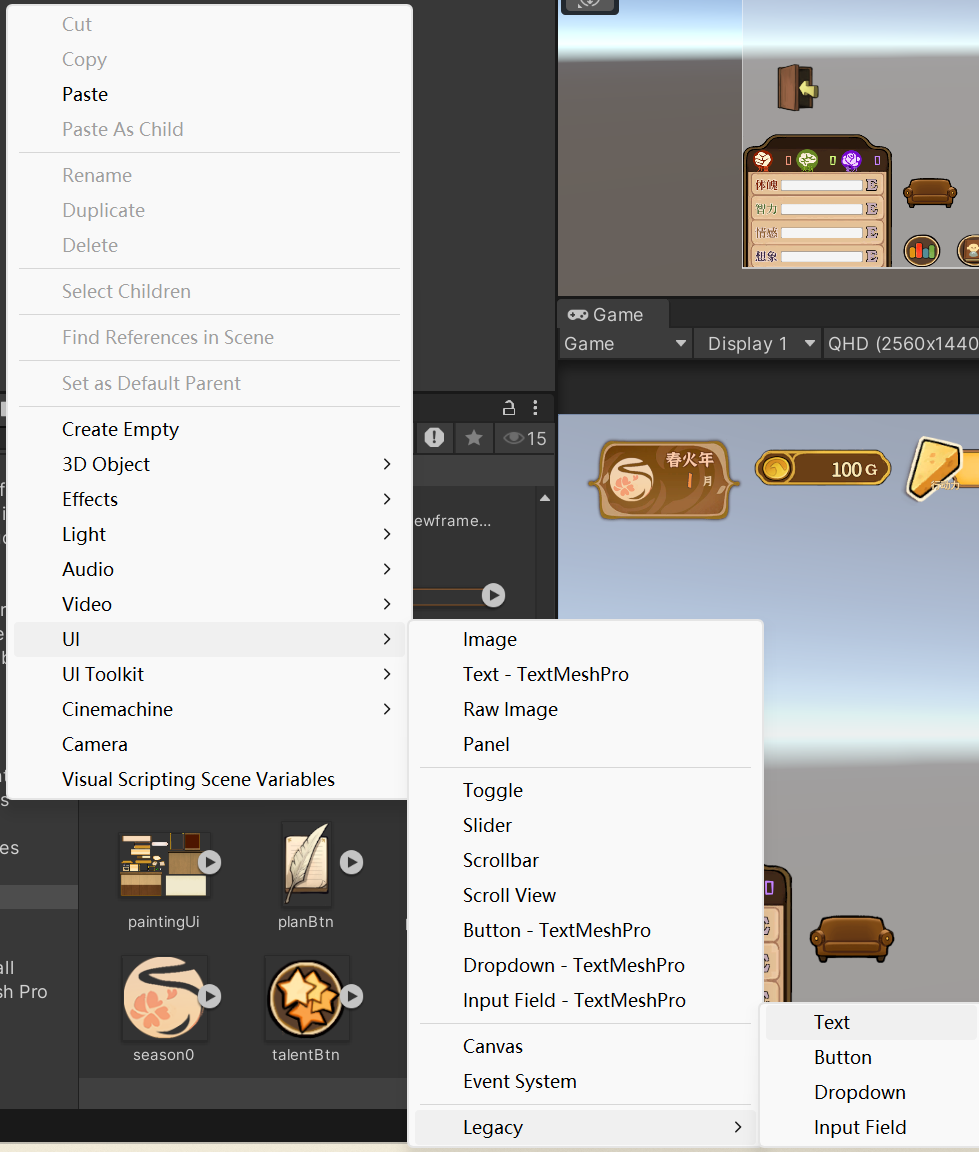 Cut
Copy
Paste
Paste As Child
Rename
Duplicate
Delete
Select Children
Find References in Scene
Set as Default Parent
Create Empty
3D Object
Effects
Light
Audio
Video
UI
UI Toolkit
Cinemachine
Camera
Visual Scripting Scene Variables
Image
Text - TextMeshPro
Raw Image
Panel
Toggle
Slider
Scrollbar
Scroll View
Button - TextMeshPro
Dropdown - TextMeshPro
Input Field - TextMeshPro
Canvas
Event System
Legacy
Text
Button
Dropdown
Input Field
体魄
智力
情感
想象
Game
Game
Display 1
QHD (2560x1440
春火年
1 月
100 G
行动力
15
ewframe...
es
all
sh Pro
paintingUi
planBtn
season0
talentBtn